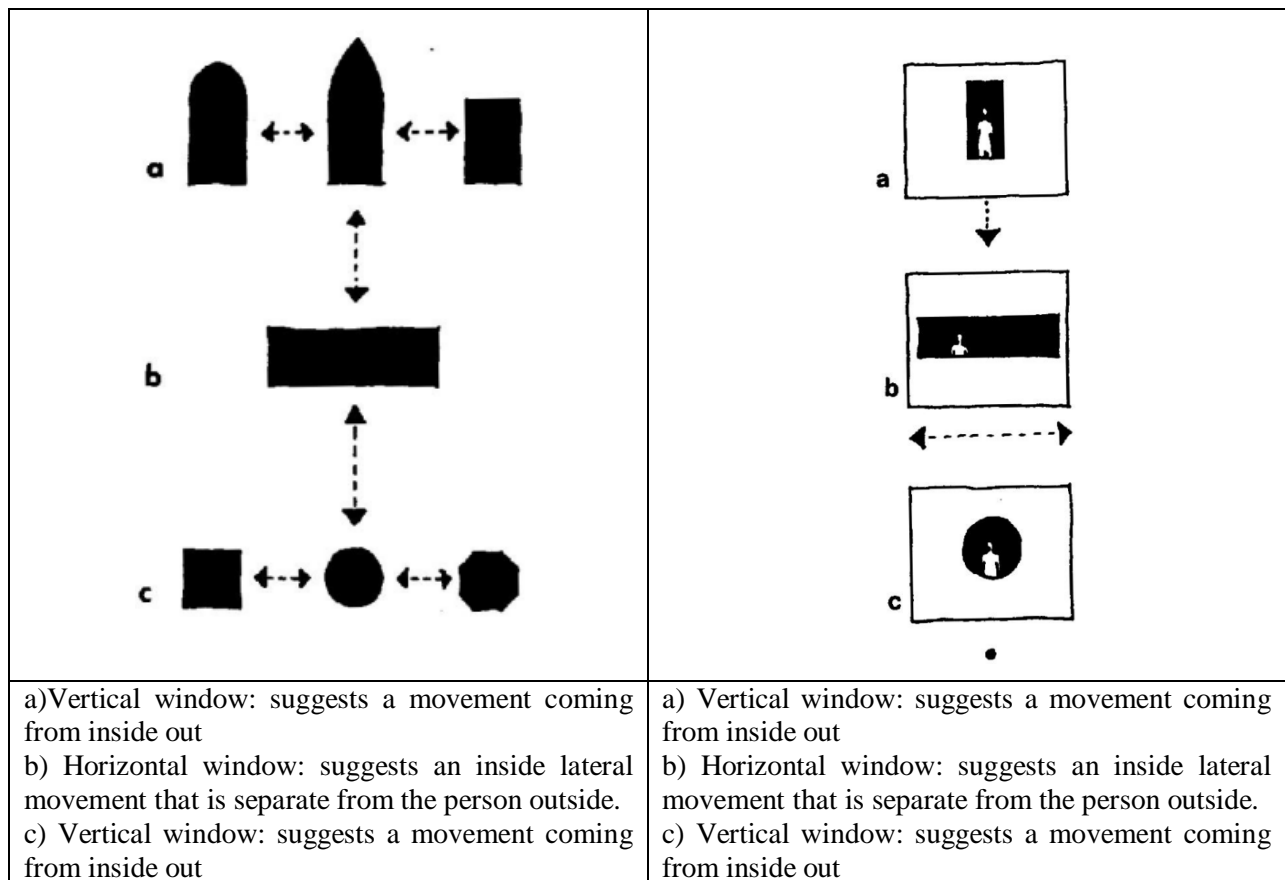 a
b
c
a
b
c
a)Vertical window: suggests a movement coming
from inside out
b) Horizontal window: suggests an inside lateral
movement that is separate from the person outside.
c) Vertical window: suggests a movement coming
from inside out
a) Vertical window: suggests a movement coming
from inside out
b) Horizontal window: suggests an inside lateral
movement that is separate from the person outside.
c) Vertical window: suggests a movement coming
from inside out